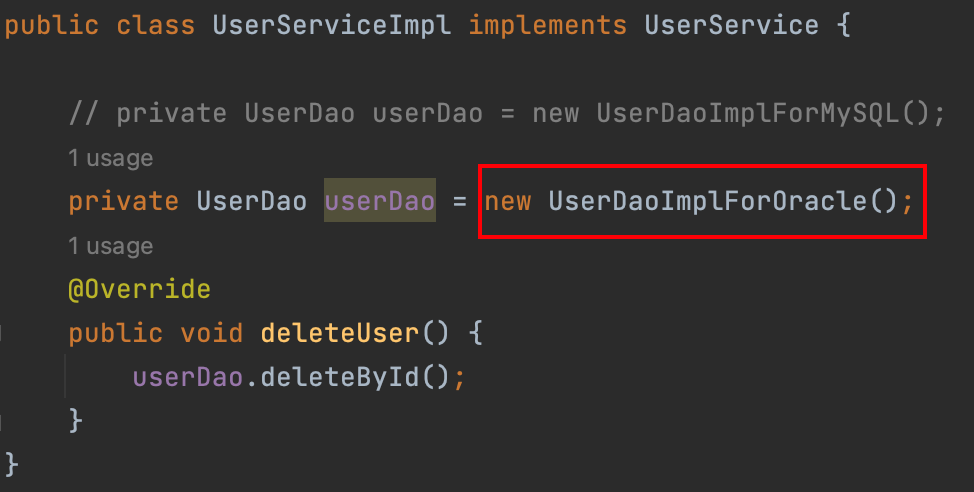 public class UserServiceImpl implements UserService {
// private UserDao userDao = new UserDaoImplForMySQL();
1 usage
private UserDao userDao = new UserDaoImplForOracle();
1 usage
@Override
public void deleteUser() {
userDao.deleteById();
}
}